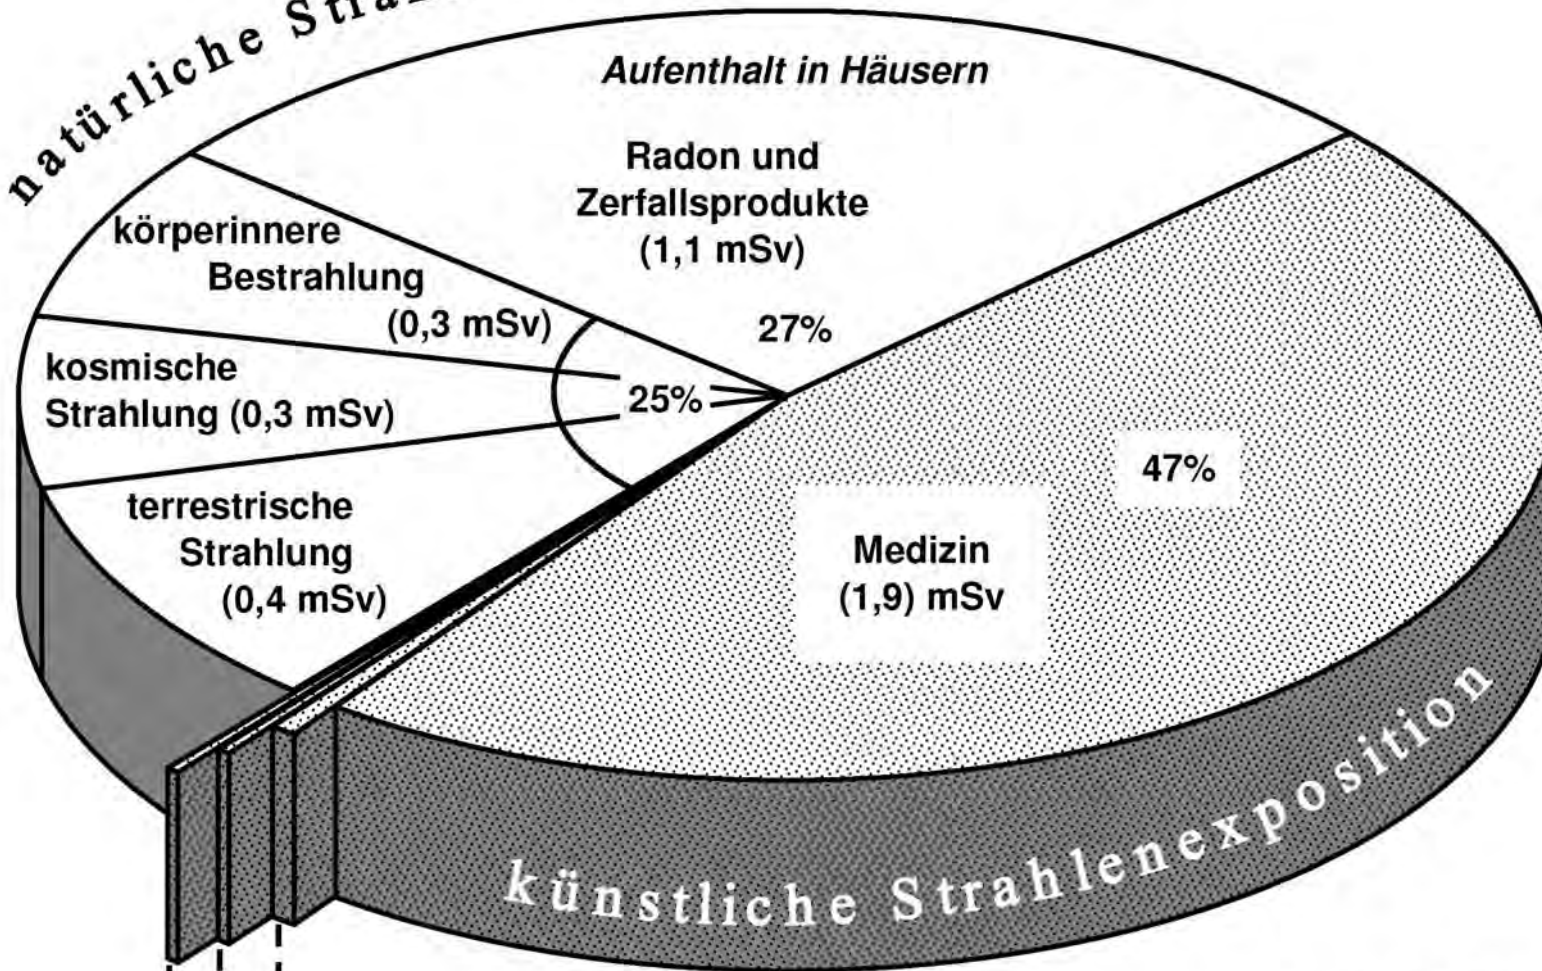 natürliche
Aufenthalt in Häusern
Radon und
Zerfallsprodukte
(1,1 mSv)
27%
körperinnere
Bestrahlung
(0,3 mSv)
kosmische
Strahlung (0,3 mSv)
25%
terrestrische
Strahlung
(0,4 mSv)
47%
Medizin
(1,9) mSv
künstliche Strahlenexposition